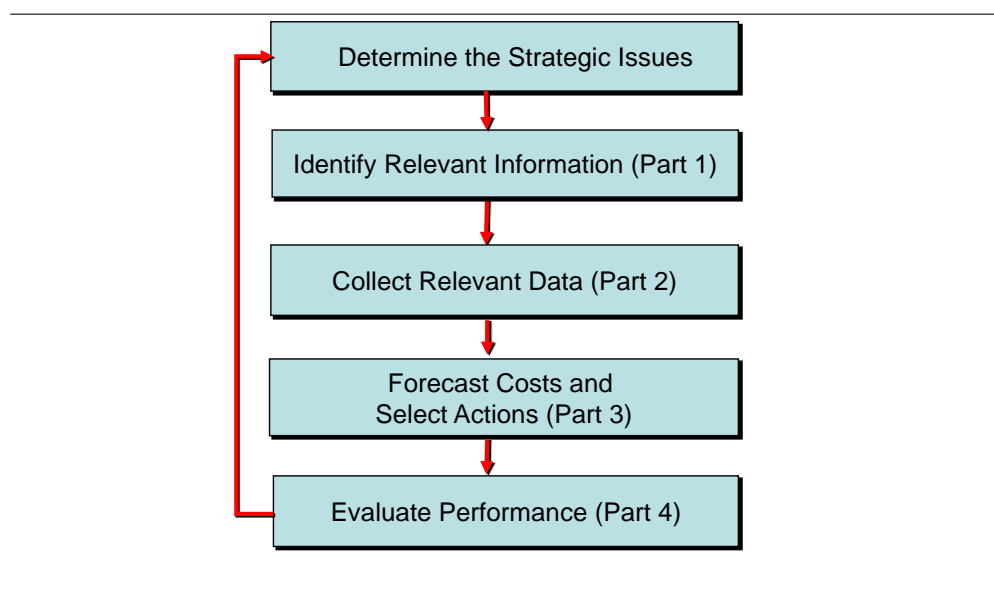 Determine the Strategic Issues
Identify Relevant Information (Part 1)
Collect Relevant Data (Part 2)
Forecast Costs and
Select Actions (Part 3)
Evaluate Performance (Part 4)